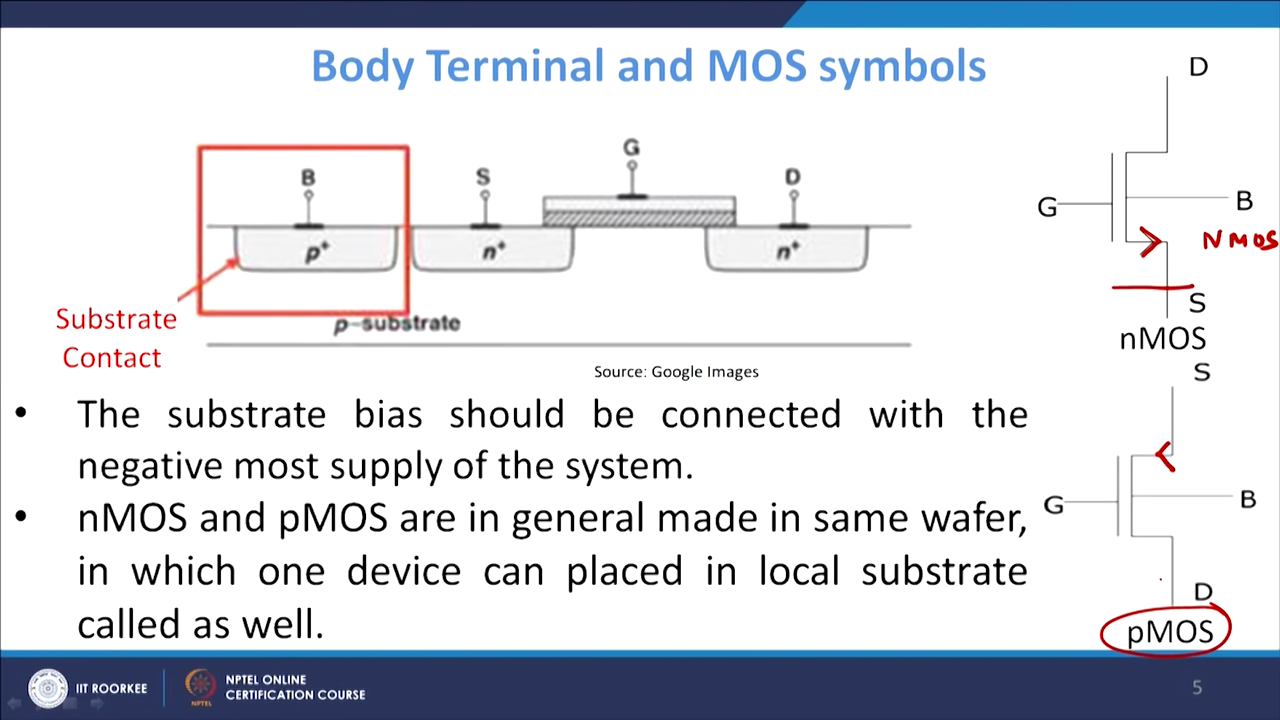 Body Terminal and MOS symbols
B
S
G
D
p+
n+
n+
p-substrate
Substrate
Contact
Source: Google Images
D
G
B
NMOS
S
nMOS
S
G
B
D
pMOS
• The substrate bias should be connected with the
negative most supply of the system.
• nMOS and pMOS are in general made in same wafer,
in which one device can placed in local substrate
called as well.
IIT ROORKEE
NPTEL
NPTEL ONLINE
CERTIFICATION COURSE
5